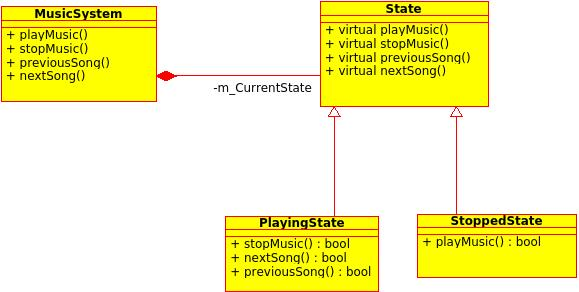 MusicSystem
+ playMusic()
+ stopMusic()
+ previousSong()
+ nextSong()
State
+ virtual playMusic()
+ virtual stopMusic()
+ virtual previousSong()
+ virtual nextSong()
-m_CurrentState
PlayingState
+ stopMusic() : bool
+ nextSong() : bool
+ previousSong() : bool
StoppedState
+ playMusic() : bool